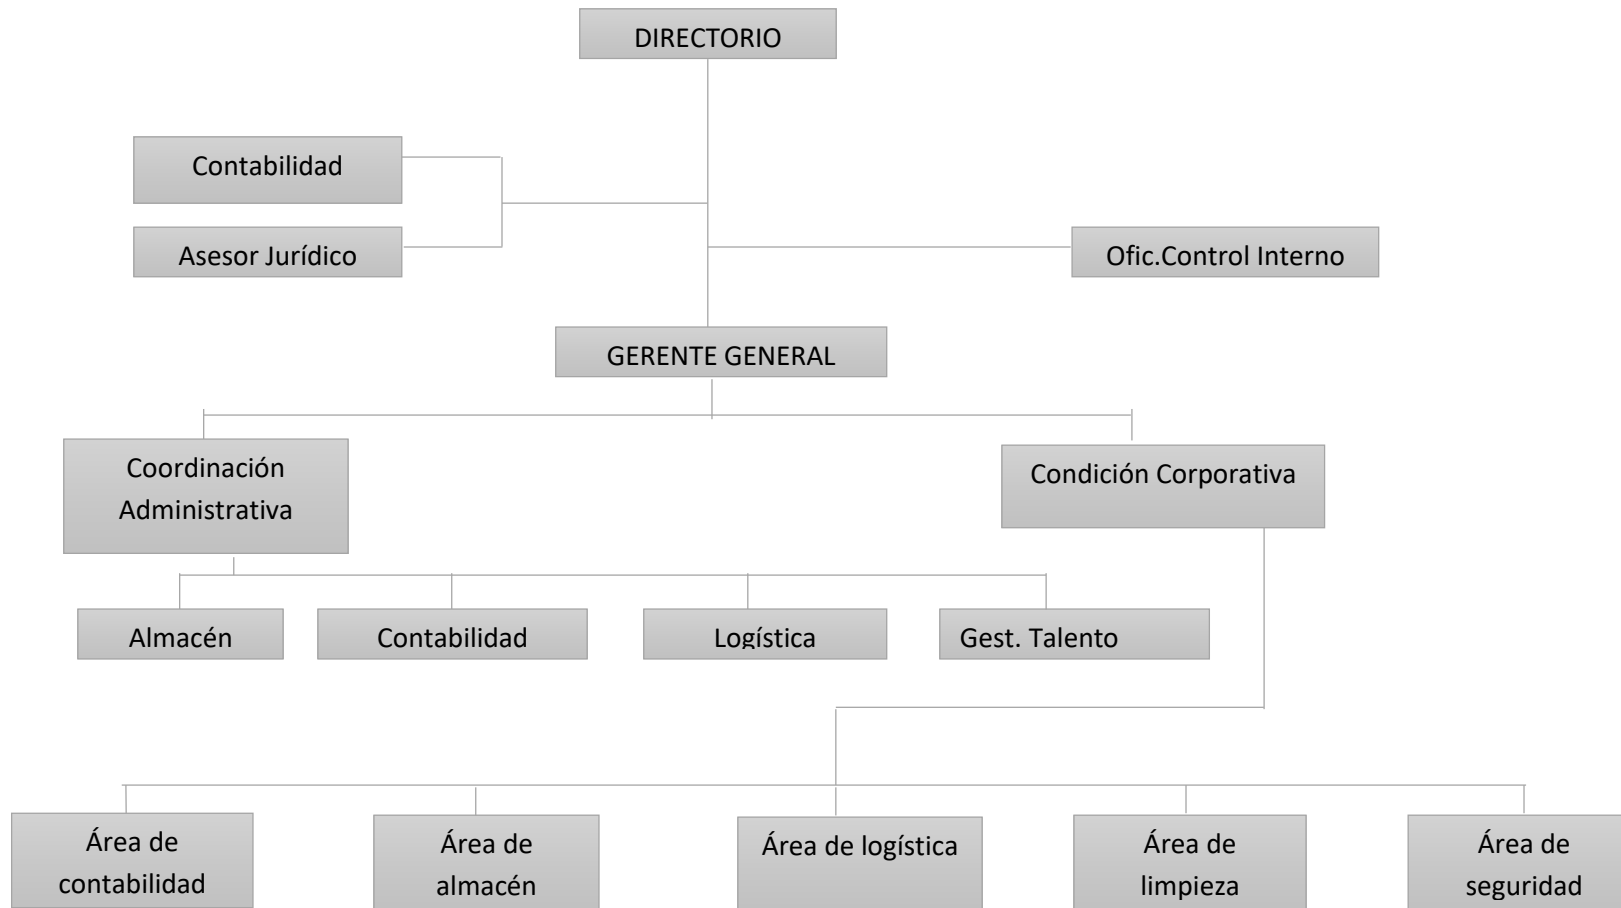 DIRECTORIO
Contabilidad
Asesor Jurídico
Ofic.Control Interno
GERENTE GENERAL
Coordinación
Administrativa
Condición Corporativa
Almacén
Contabilidad
Logística
Gest. Talento
Área de
contabilidad
Área de
almacén
Área de logística
Área de
limpieza
Área de
seguridad